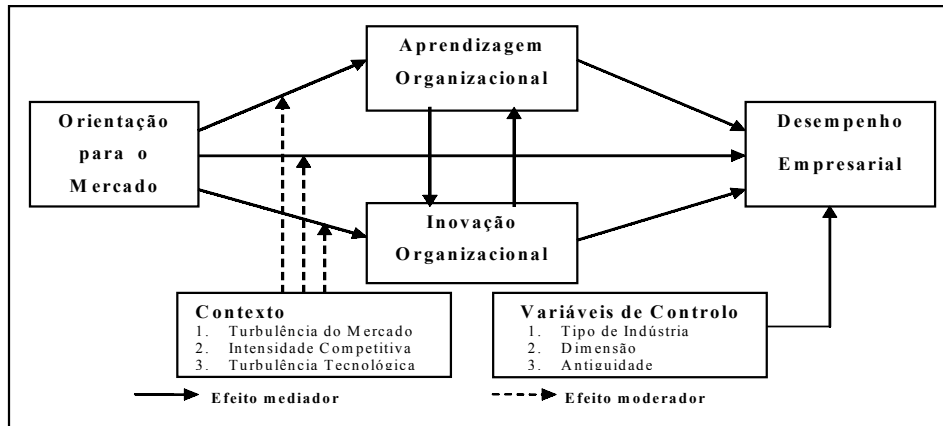 Aprendizagem
Organizacional
Orientação
para o
Mercado
Desempenho
Empresarial
Inovação
Organizacional
Contexto
1. Turbulência do Mercado
2. Intensidade Competitiva
3. Turbulência Tecnológica
Variáveis de Controlo
1. Tipo de Indústria
2. Dimensão
3. Antiguidade
Efeito mediador
Efeito moderador